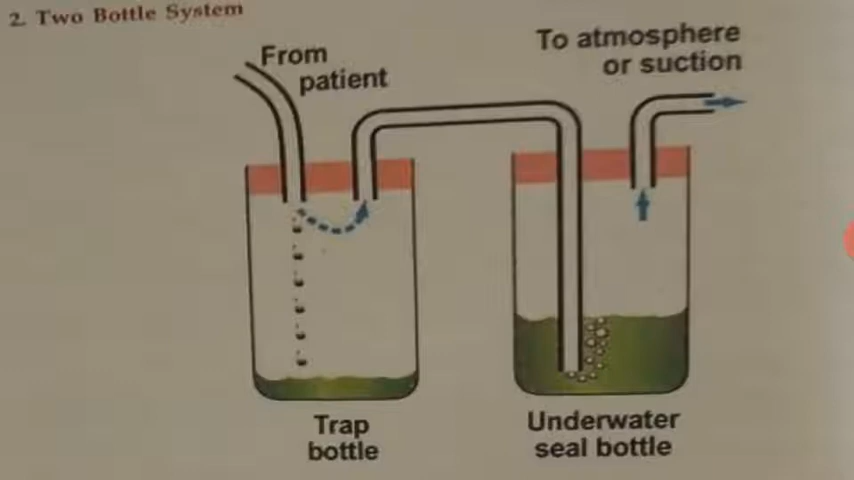 2. Two Bottle System
From
patient
To atmosphere
or suction
Trap
bottle
Underwater
seal bottle